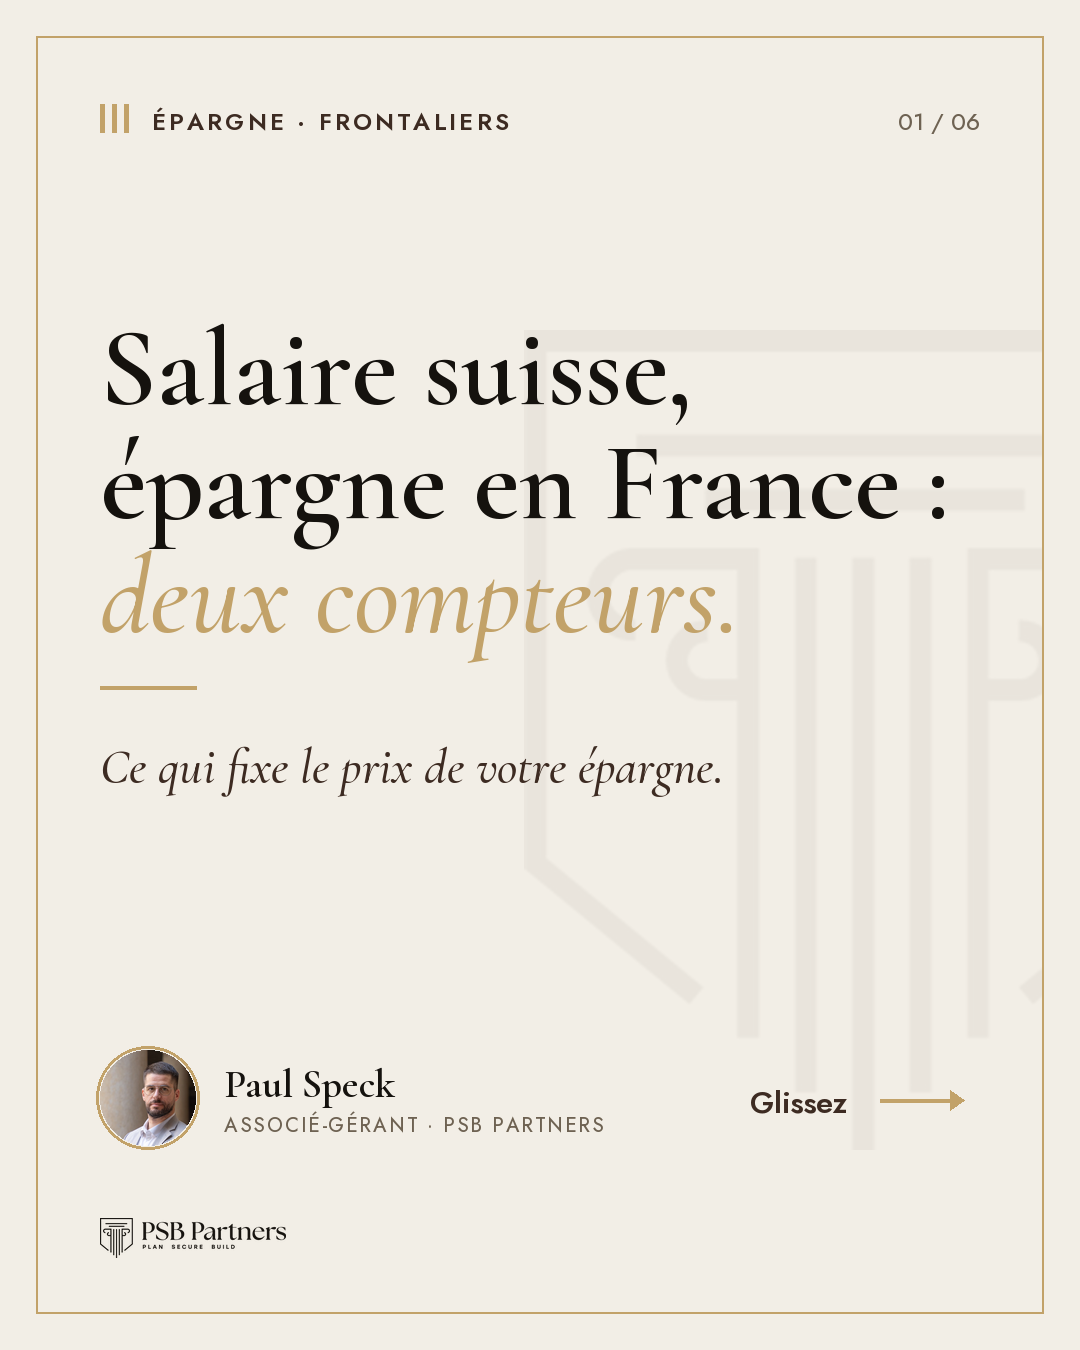 ÉPARGNE · FRONTALIERS
01 / 06
Salaire suisse,
épargne en France :
deux compteurs.
Ce qui fixe le prix de votre épargne.
Paul Speck
ASSOCIÉ-GÉRANT · PSB PARTNERS
Glissez
PSB Partners
PLAN SECURE BUILD